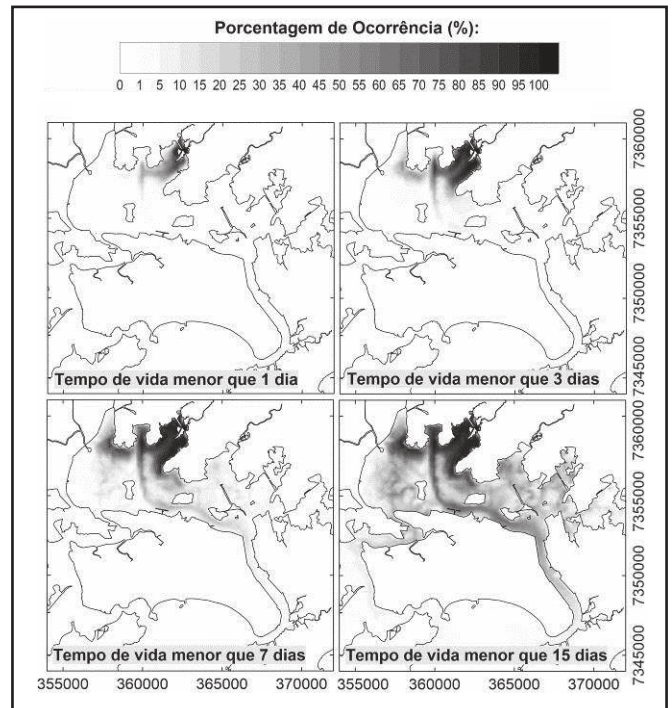 Porcentagem de Ocorrência (%):
0 1 5 10 15 20 25 30 35 40 45 50 55 60 65 70 75 80 85 90 95 100
7360000
7355000
7350000
7345000
Tempo de vida menor que 1 dia
Tempo de vida menor que 3 dias
7360000
7355000
7350000
7345000
Tempo de vida menor que 7 dias
Tempo de vida menor que 15 dias
355000 360000 365000 370000
355000 360000 365000 370000